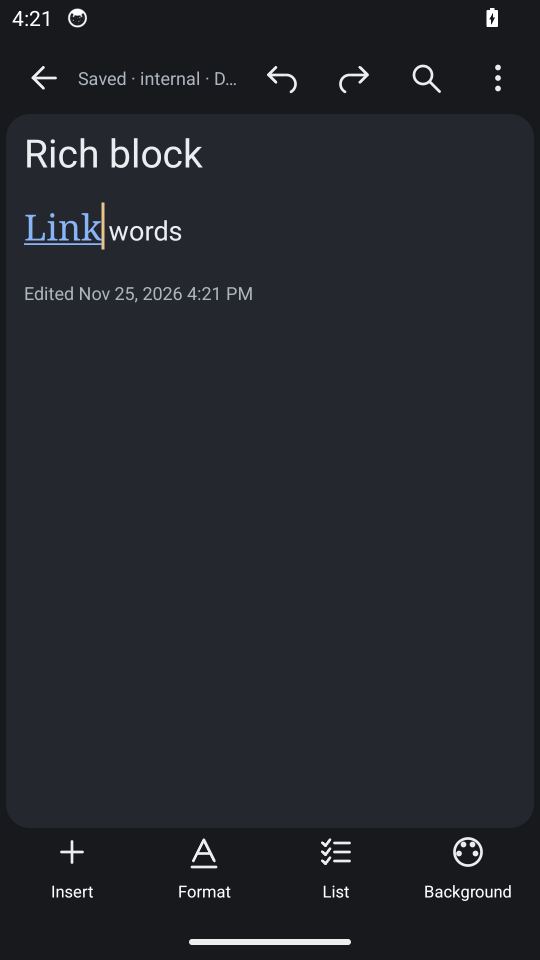 4:21
Saved · internal · D…
Rich block
Link words
Edited Nov 25, 2026 4:21 PM
Insert
Format
List
Background